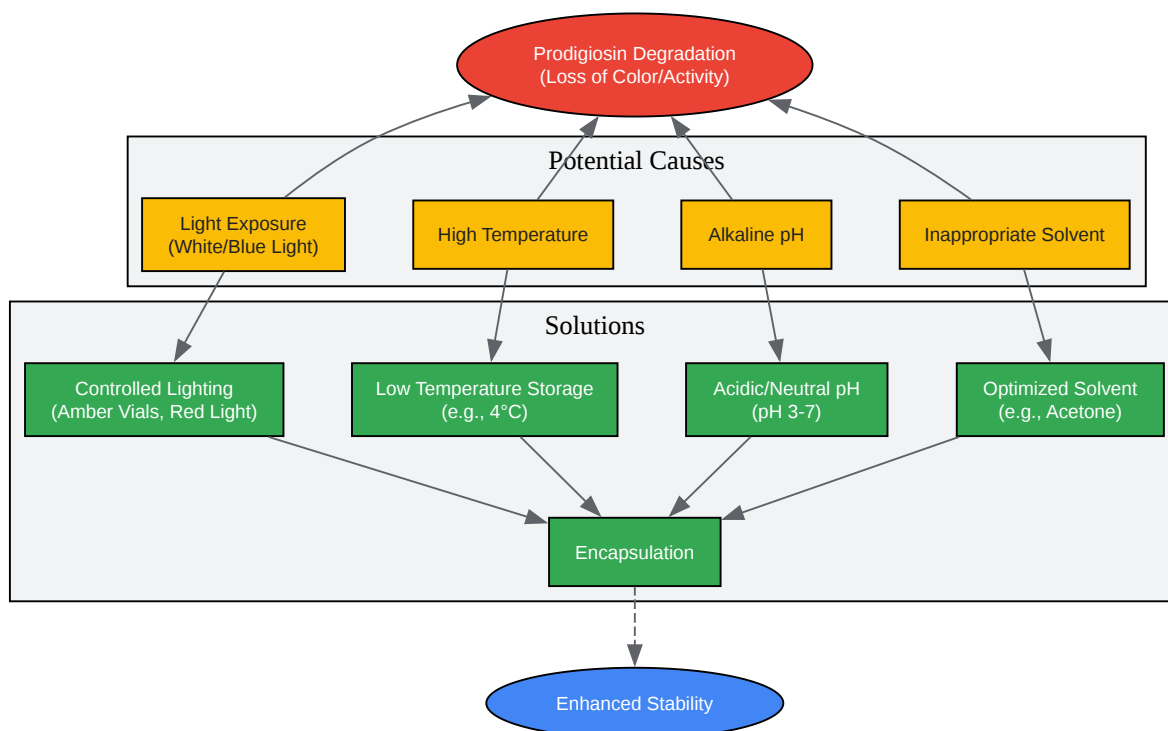 Prodigiosin Degradation
(Loss of Color/Activity)
Potential Causes
Light Exposure
(White/Blue Light)
High Temperature
Alkaline pH
Inappropriate Solvent
Solutions
Controlled Lighting
(Amber Vials, Red Light)
Low Temperature Storage
(e.g., 4°C)
Acidic/Neutral pH
(pH 3-7)
Optimized Solvent
(e.g., Acetone)
Encapsulation
Enhanced Stability